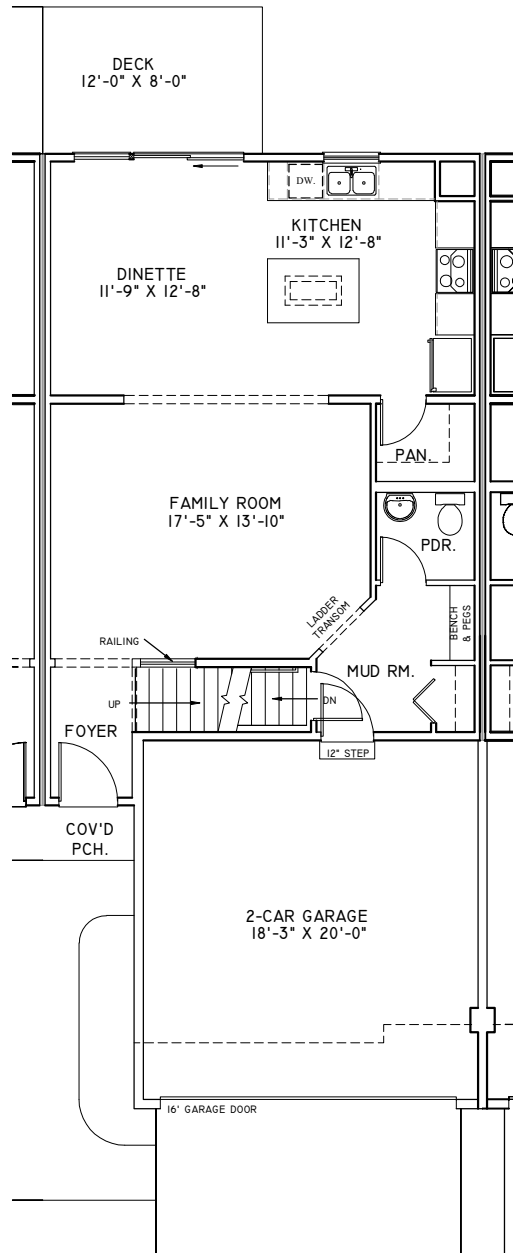 DECK
12'-0" X 8'-0"
DW.
KITCHEN
11'-3" X 12'-8"
DINETTE
11'-9" X 12'-8"
PAN.
FAMILY ROOM
17'-5" X 13'-10"
PDR.
LADDER
TRANSOM
BENCH
& PEGS
RAILING
MUD RM.
UP
DN
FOYER
12" STEP
COV'D
PCH.
2-CAR GARAGE
18'-3" X 20'-0"
16' GARAGE DOOR